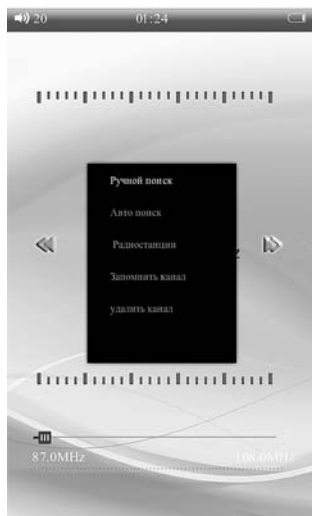 20 01:24
Ручной поиск
Авто поиск
Радиостанции
z
Запомнить канал
удалить канал
87.0MHz 108.0MHz